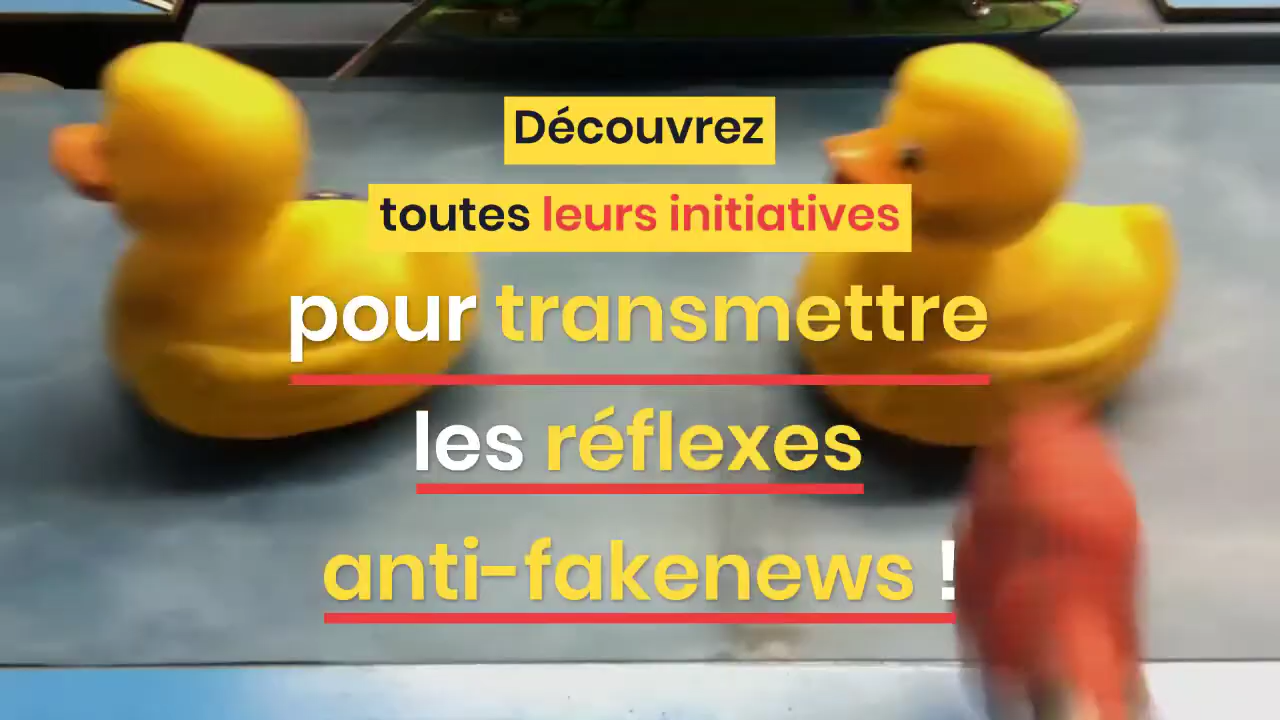 Découvrez
toutes leurs initiatives
pour transmettre
les réflexes
anti-fakenews !